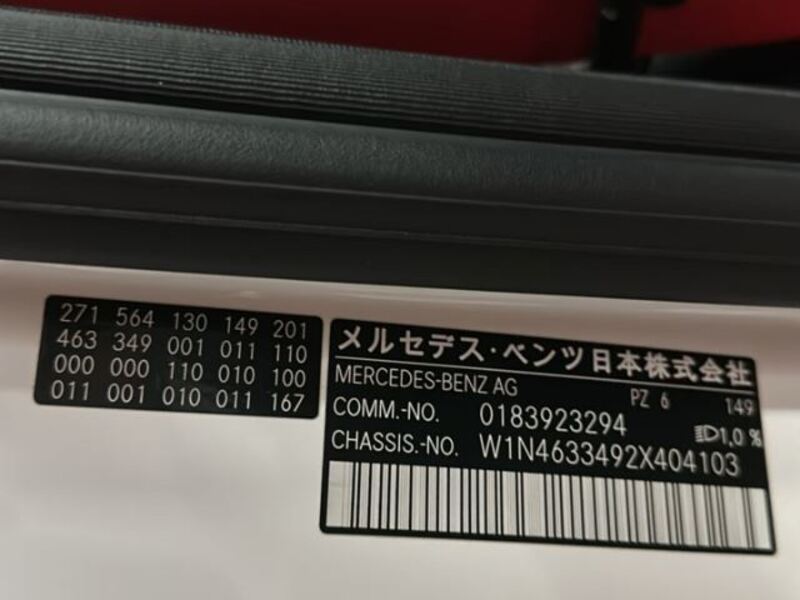 271 564 130 149 201
463 349 001 011 110
000 000 110 010 100
011 001 010 011 167
メルセデス・ベンツ日本株式会社
MERCEDES-BENZ AG PZ 6 149
COMM.-NO. 0183923294 1,0 %
CHASSIS.-NO. W1N4633492X404103